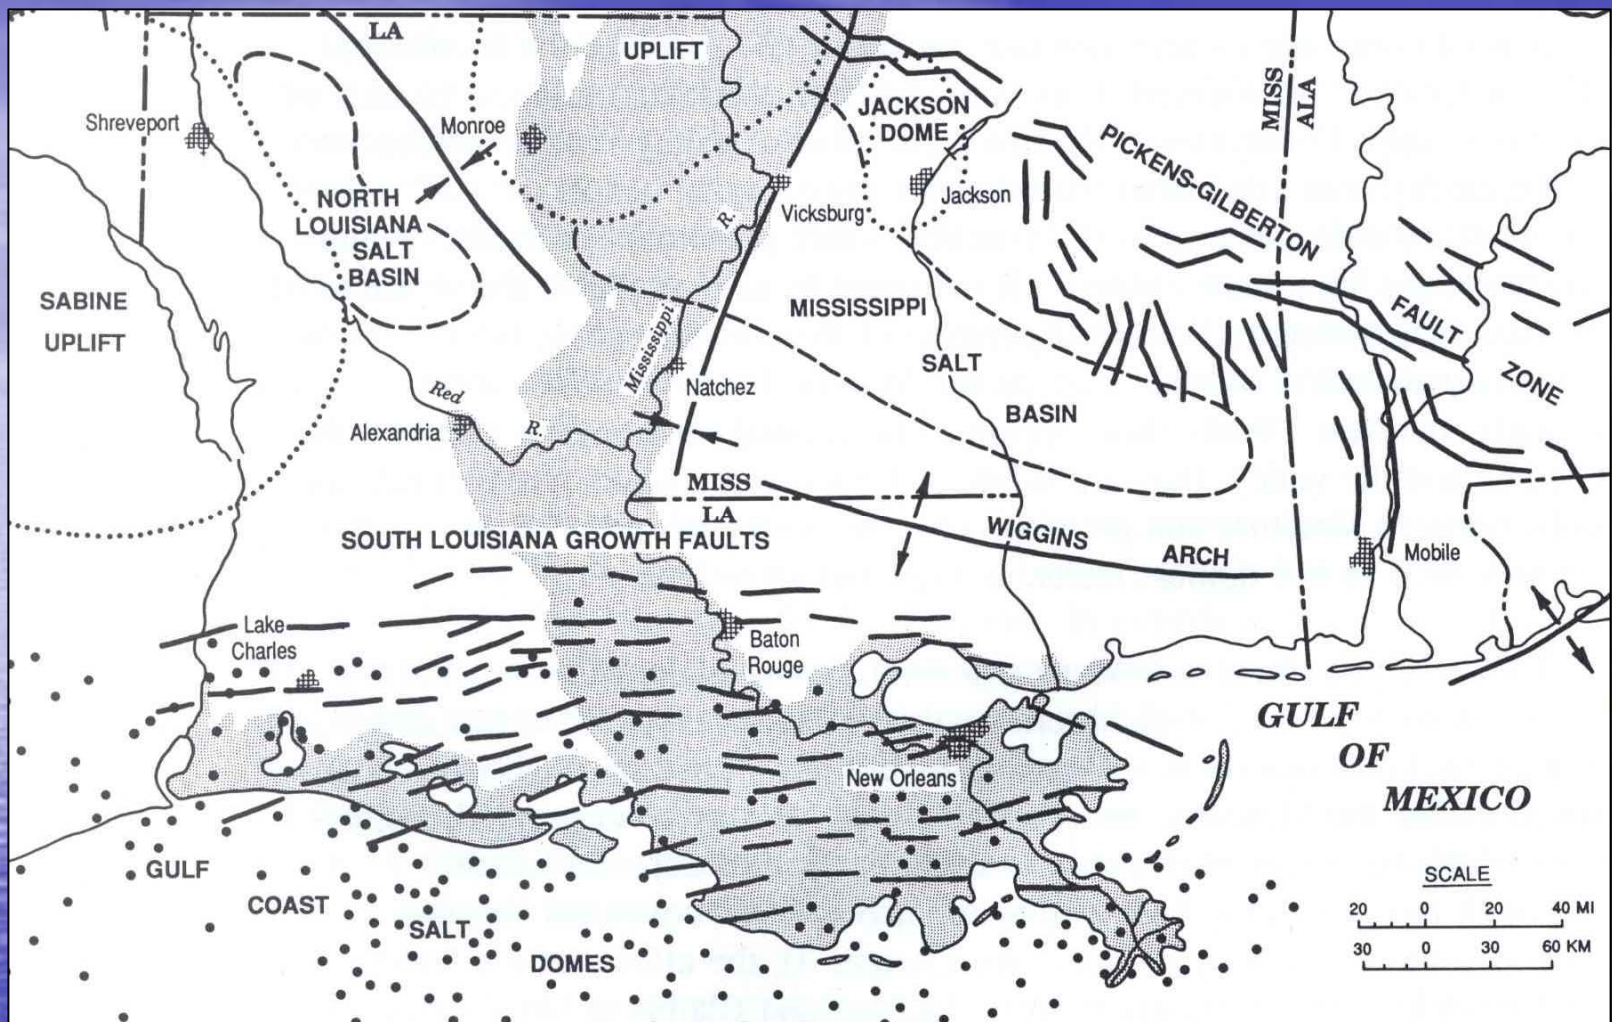 LA
UPLIFT
MISS
ALA
JACKSON
DOME
Shreveport
Monroe
PICKENS-GILBERTON
FAULT
ZONE
Jackson
Vicksburg
R.
NORTH
LOUISIANA
SALT
BASIN
SABINE
UPLIFT
MISSISSIPPI
SALT
BASIN
Mississippi
Natchez
Red
R.
Alexandria
MISS
LA
WIGGINS
ARCH
Mobile
SOUTH LOUISIANA GROWTH FAULTS
Lake
Charles
Baton
Rouge
New Orleans
GULF
OF
MEXICO
GULF
COAST
SALT
DOMES
SCALE
20 0 20 40 MI
30 0 30 60 KM